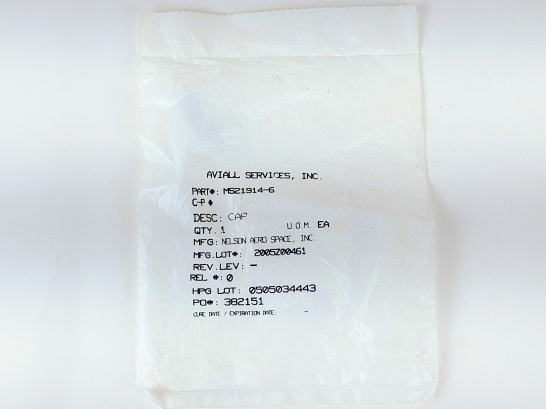 AVIALL SERVICES, INC.
PART#: MS21914-6
C-P #
DESC: CAP
QTY. 1 U.O.M. EA
MFG: NELSON AERO SPACE, INC.
MFG.LOT#: 2005Z00461
REV.LEV: -
REL #: 0
HPG LOT: 0505034443
PO#: 382151
CURE DATE / EXPIRATION DATE: -